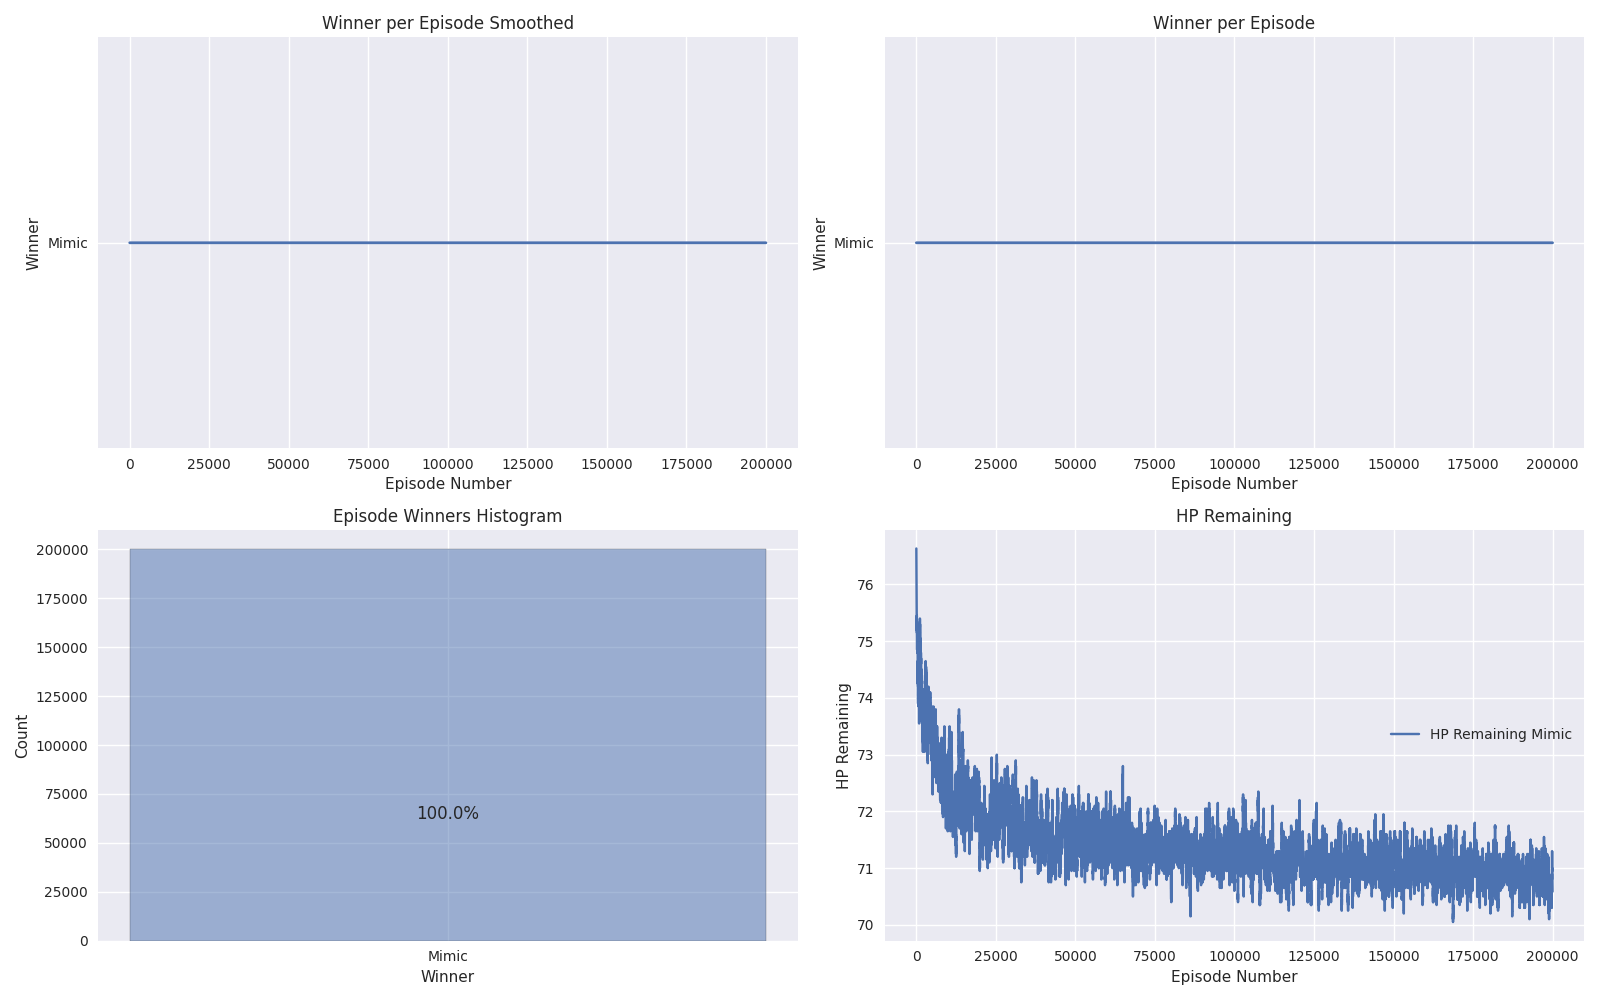 Winner per Episode Smoothed
Winner
Mimic
0 25000 50000 75000 100000 125000 150000 175000 200000
Episode Number
Winner per Episode
Winner
Mimic
0 25000 50000 75000 100000 125000 150000 175000 200000
Episode Number
Episode Winners Histogram
Count
200000
175000
150000
125000
100000
75000
50000
25000
0
100.0%
Mimic
Winner
HP Remaining
HP Remaining
76
75
74
73
72
71
70
HP Remaining Mimic
0 25000 50000 75000 100000 125000 150000 175000 200000
Episode Number